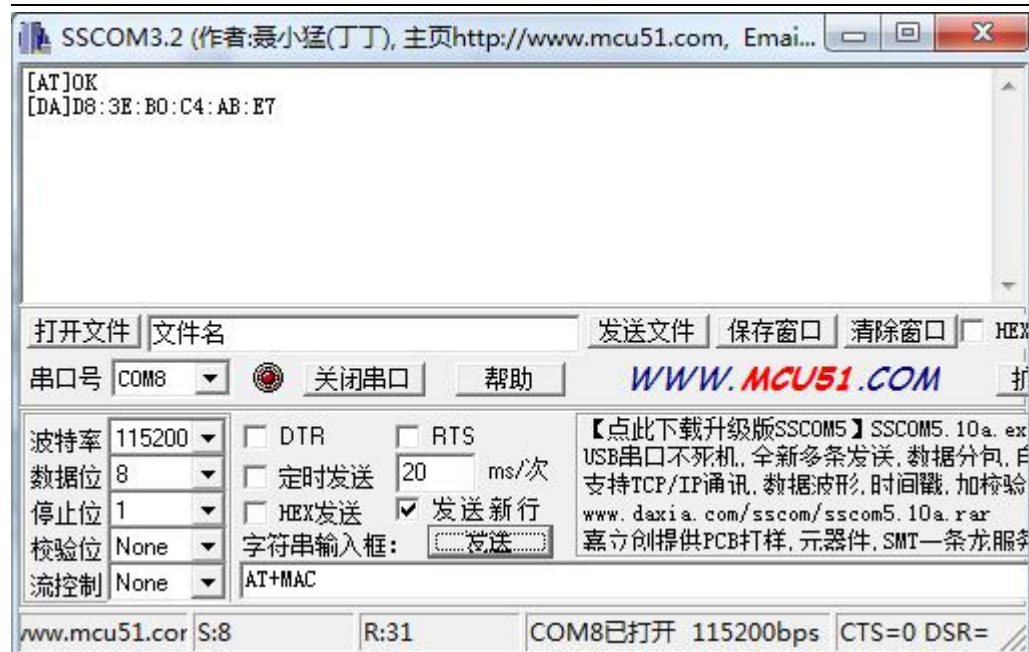 SSCOM3.2 (作者:聂小猛(丁丁), 主页http://www.mcu51.com, Emai...
[AT]OK
[DA]D8:3E:B0:C4:AB:E7
打开文件 文件名 发送文件 保存窗口 清除窗口 HEX
串口号 COM8 关闭串口 帮助 WWW.MCU51.COM 扩
波特率 115200 DTR RTS
数据位 8 定时发送 20 ms/次
停止位 1 HEX发送 发送新行
校验位 None 字符串输入框: 发送
流控制 None AT+MAC
【点此下载升级版SSCOM5】SSCOM5.10a.ex
USB串口不死机,全新多条发送,数据分包,自
支持TCP/IP通讯,数据波形,时间戳,加校验
www.daxia.com/sscom/sscom5.10a.rar
嘉立创提供PCB打样,元器件,SMT一条龙服务
www.mcu51.cor S:8 R:31 COM8已打开 115200bps CTS=0 DSR=